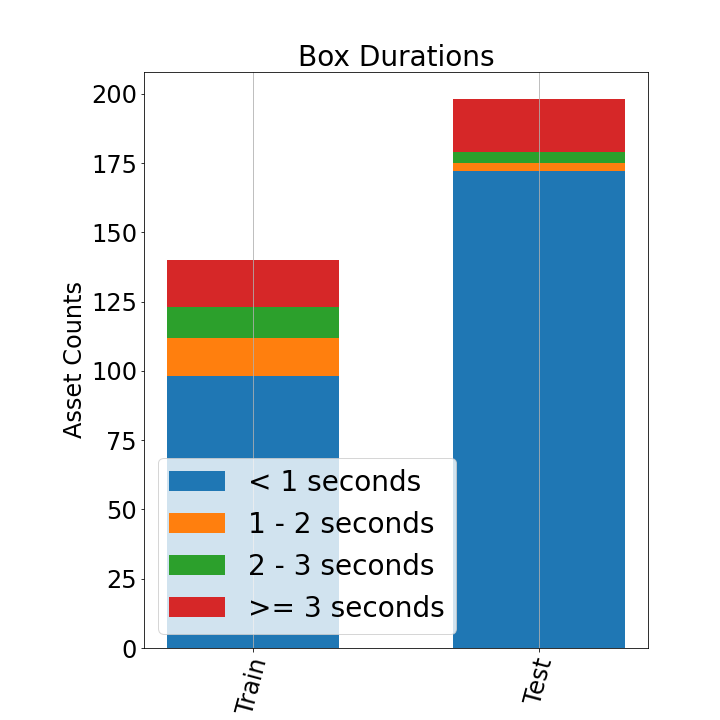 Box Durations
Asset Counts
200
175
150
125
100
75
50
25
0
< 1 seconds
1 - 2 seconds
2 - 3 seconds
>= 3 seconds
Train
Test